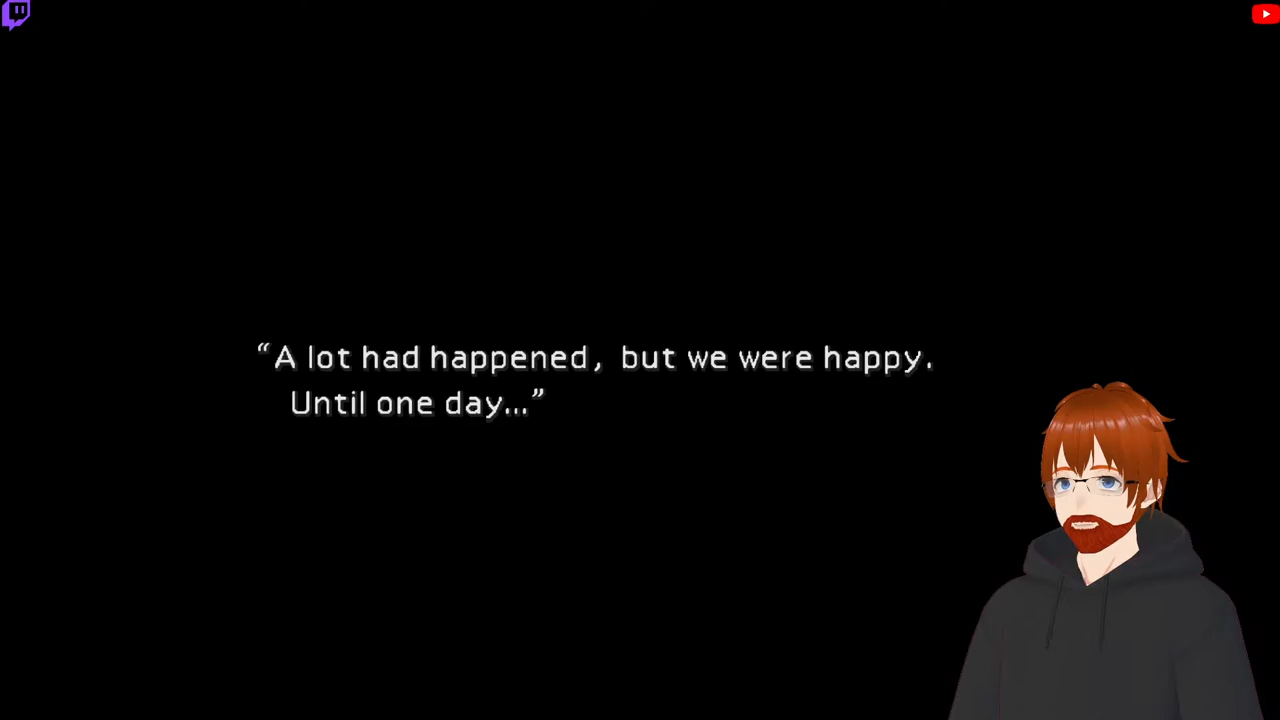 “A lot had happened, but we were happy.
Until one day...”